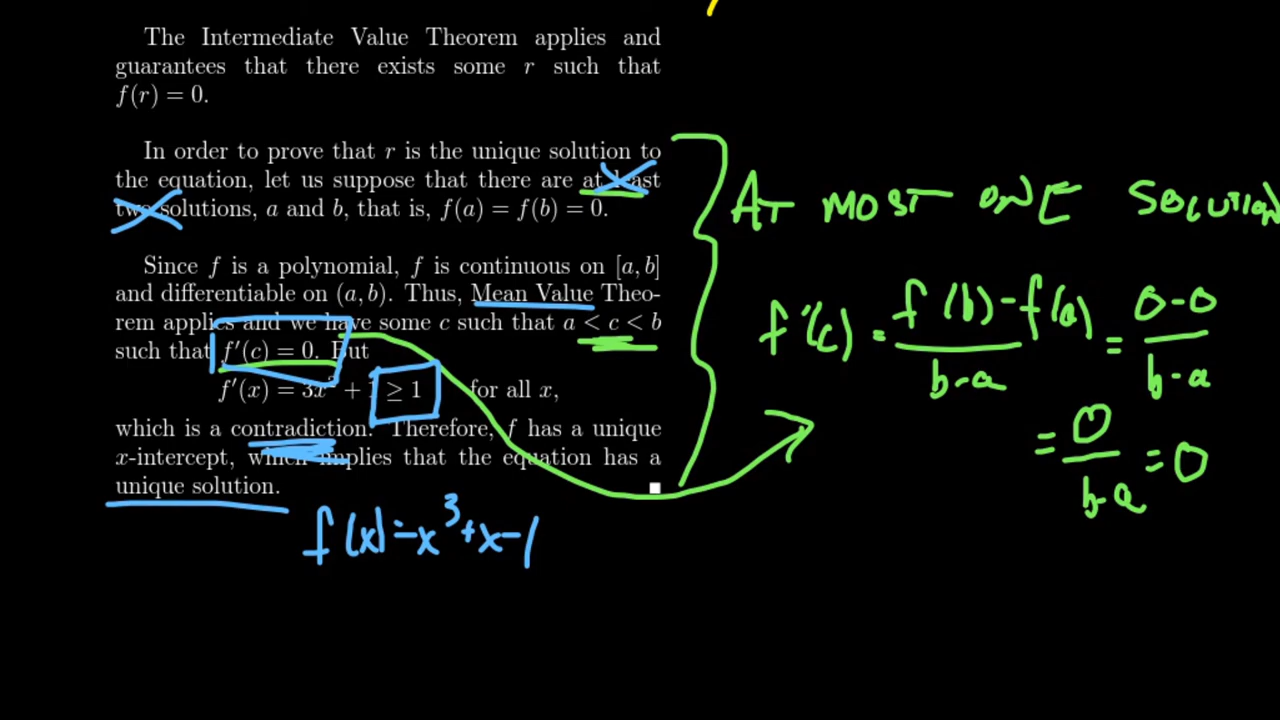 The Intermediate Value Theorem applies and
guarantees that there exists some r such that
f(r) = 0.
In order to prove that r is the unique solution to
the equation, let us suppose that there are at least
two solutions, a and b, that is, f(a) = f(b) = 0.
Since f is a polynomial, f is continuous on [a, b]
and differentiable on (a, b). Thus, Mean Value Theo-
rem applies and we have some c such that a < c < b
such that f′(c) = 0. But
f′(x) = 3x² + 1 ≥ 1 for all x,
which is a contradiction. Therefore, f has a unique
x-intercept, which implies that the equation has a
unique solution.
f(x) = x³+x-1
AT MOST ONE SOLUTION
f'(c) = f(b)-f(a) / b-a = 0-0 / b-a
= 0 / b-a = 0